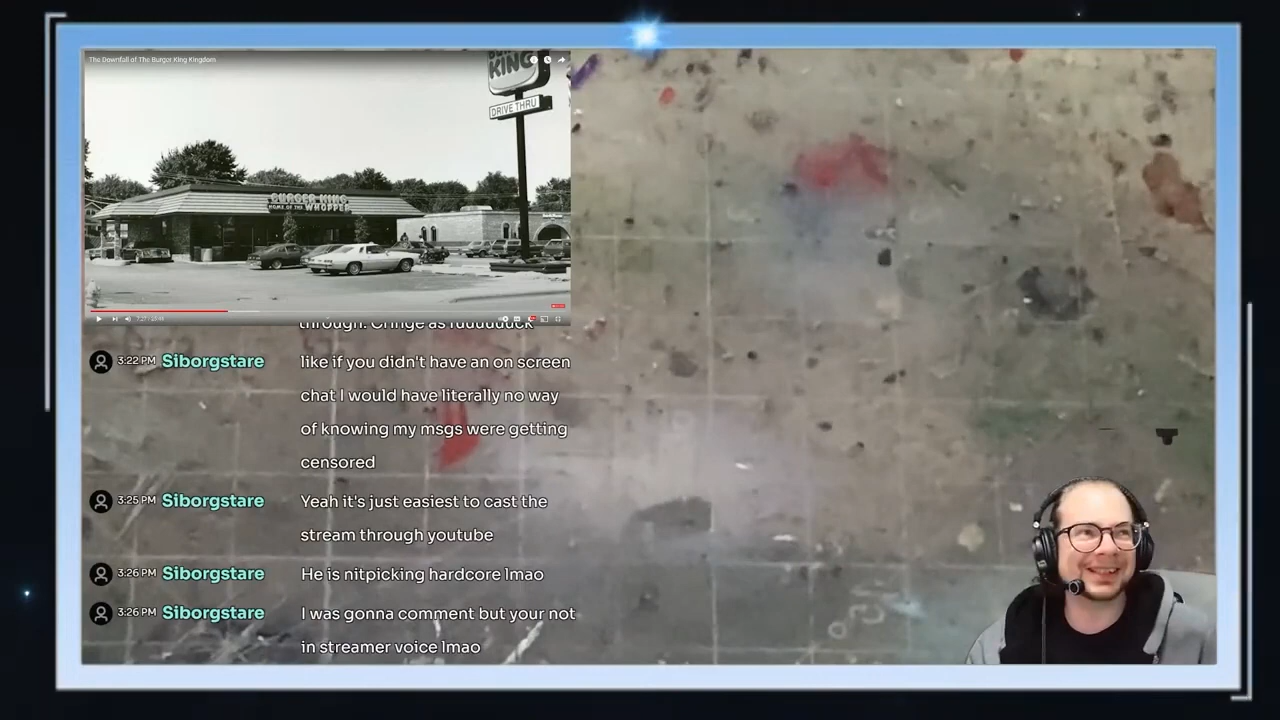 The Downfall of The Burger King Kingdom
KING
DRIVE THRU
BURGER KING
HOME OF THE WHOPPER
3:22 PM Siborgstare like if you didn't have an on screen
chat I would have literally no way
of knowing my msgs were getting
censored
3:25 PM Siborgstare Yeah it's just easiest to cast the
stream through youtube
3:26 PM Siborgstare He is nitpicking hardcore lmao
3:26 PM Siborgstare I was gonna comment but your not
in streamer voice lmao